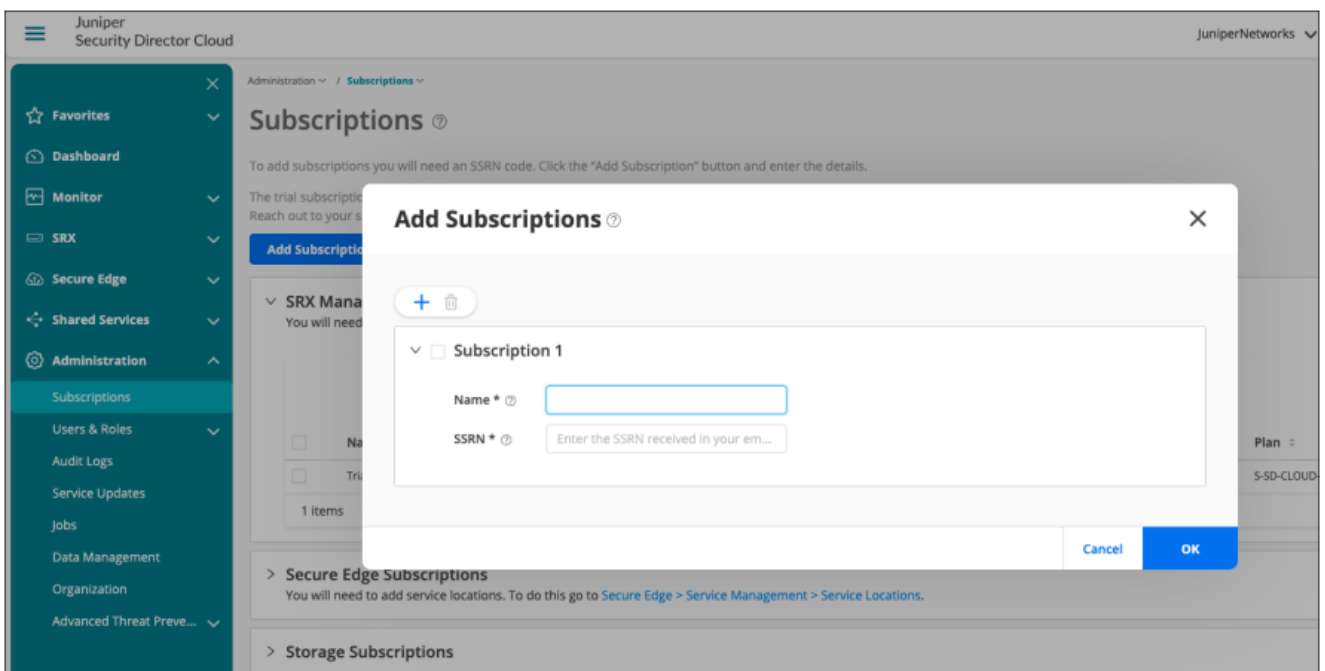 Juniper
Security Director Cloud
JuniperNetworks
Favorites
Dashboard
Monitor
SRX
Secure Edge
Shared Services
Administration
Subscriptions
Users & Roles
Audit Logs
Service Updates
Jobs
Data Management
Organization
Advanced Threat Preve...
Administration / Subscriptions
Subscriptions
To add subscriptions you will need an SSRN code. Click the "Add Subscription" button and enter the details.
The trial subscriptio
Reach out to your s
Add Subscriptio
SRX Mana
You will need
Na
Plan
Tri
S-SD-CLOUD-
1 items
Add Subscriptions
Subscription 1
Name *
SSRN * Enter the SSRN received in your em...
Cancel OK
Secure Edge Subscriptions
You will need to add service locations. To do this go to Secure Edge > Service Management > Service Locations.
Storage Subscriptions